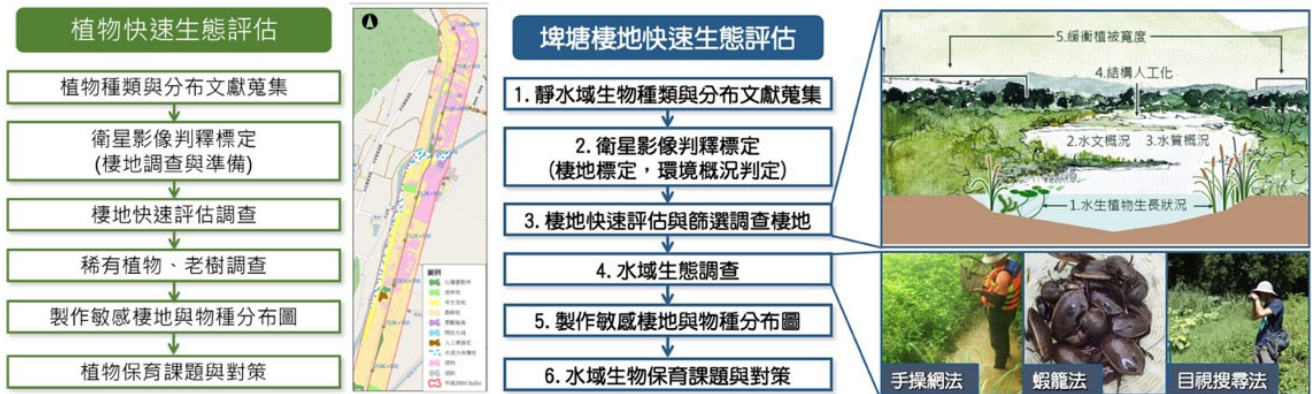 植物快速生態評估
植物種類與分布文獻蒐集
衛星影像判釋標定
(棲地調查與準備)
棲地快速評估調查
稀有植物、老樹調查
製作敏感棲地與物種分布圖
植物保育課題與對策
圖例
埤塘棲地快速生態評估
1. 靜水域生物種類與分布文獻蒐集
2. 衛星影像判釋標定
(棲地標定，環境概況判定)
3. 棲地快速評估與篩選調查棲地
4. 水域生態調查
5. 製作敏感棲地與物種分布圖
6. 水域生物保育課題與對策
5.緩衝植被寬度
4.結構人工化
2.水文概況
3.水質概況
1.水生植物生長狀況
手操網法
蝦籠法
目視搜尋法